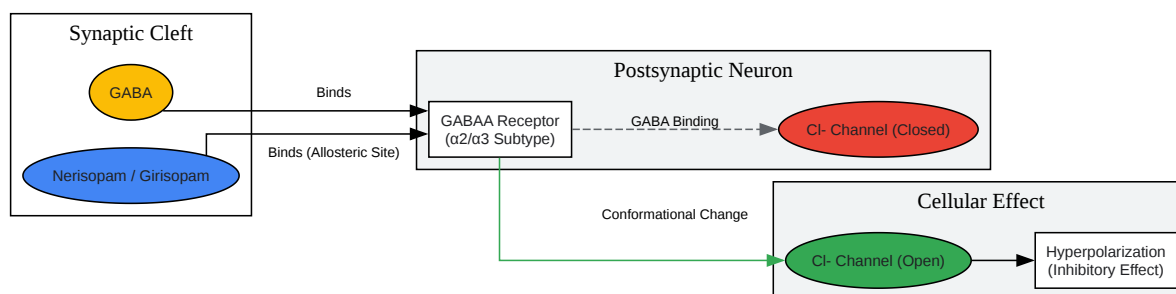 Synaptic Cleft
GABA
Nerisopam / Girisopam
Binds
Binds (Allosteric Site)
Postsynaptic Neuron
GABAA Receptor
(α2/α3 Subtype)
GABA Binding
Cl- Channel (Closed)
Conformational Change
Cellular Effect
Cl- Channel (Open)
Hyperpolarization
(Inhibitory Effect)